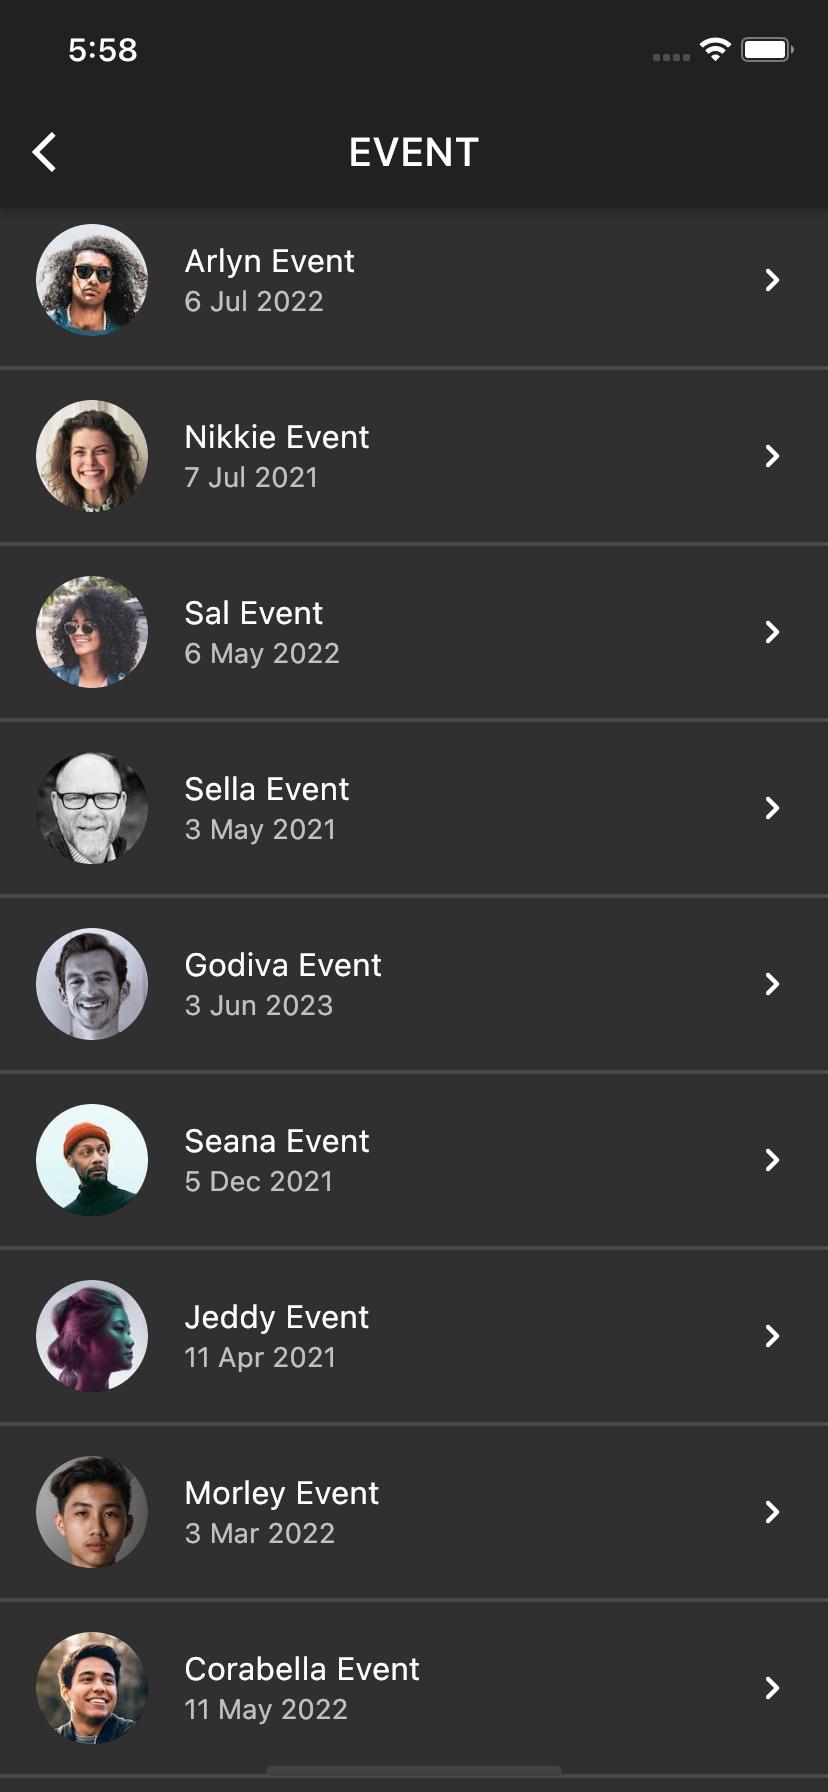 5:58
EVENT
Arlyn Event
6 Jul 2022
Nikkie Event
7 Jul 2021
Sal Event
6 May 2022
Sella Event
3 May 2021
Godiva Event
3 Jun 2023
Seana Event
5 Dec 2021
Jeddy Event
11 Apr 2021
Morley Event
3 Mar 2022
Corabella Event
11 May 2022